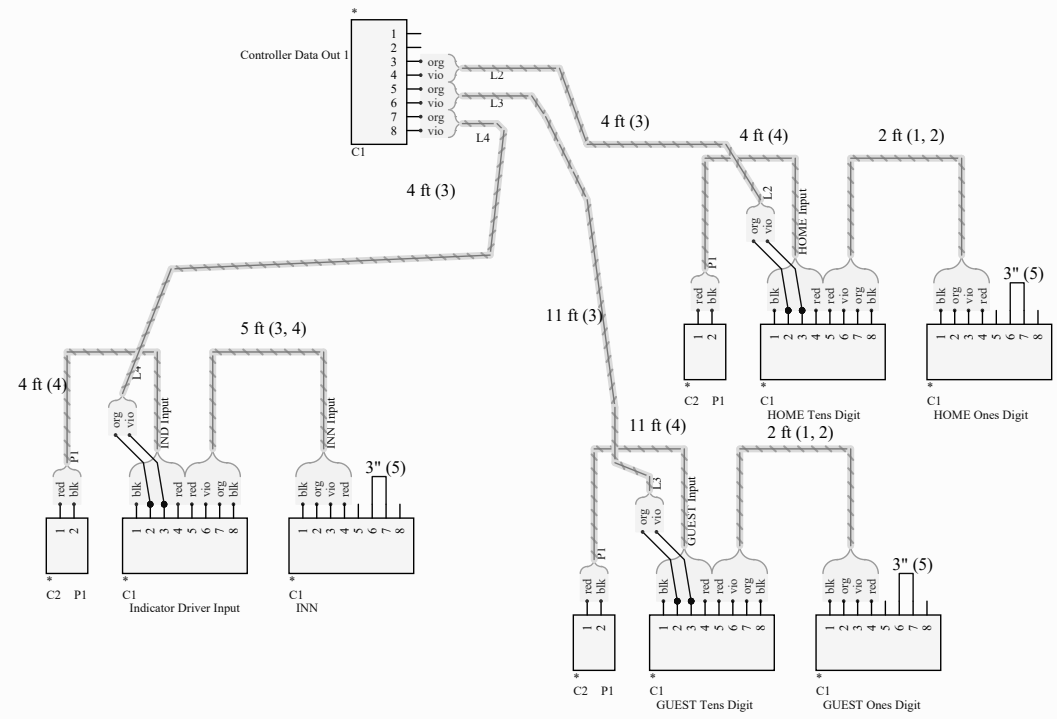 *
Controller Data Out 1
1
2
3 org
4 vio
5 org
6 vio
7 org
8 vio
C1
L2
L3
L4
4 ft (3)
4 ft (4)
2 ft (1, 2)
4 ft (3)
L2
org vio
HOME Input
P1
red blk
blk red red vio org blk
blk org vio red
3" (5)
1 2
1 2 3 4 5 6 7 8
1 2 3 4 5 6 7 8
* * *
C2 P1 C1 C1
HOME Tens Digit HOME Ones Digit
11 ft (3)
5 ft (3, 4)
4 ft (4)
L4
org vio
IND Input
INN Input
P1
red blk
blk red red vio org blk
blk org vio red
3" (5)
1 2
1 2 3 4 5 6 7 8
1 2 3 4 5 6 7 8
* * *
C2 P1 C1 C1
Indicator Driver Input INN
11 ft (4)
2 ft (1, 2)
L3
org vio
GUEST Input
P1
red blk
blk red red vio org blk
blk org vio red
3" (5)
1 2
1 2 3 4 5 6 7 8
1 2 3 4 5 6 7 8
* * *
C2 P1 C1 C1
GUEST Tens Digit GUEST Ones Digit